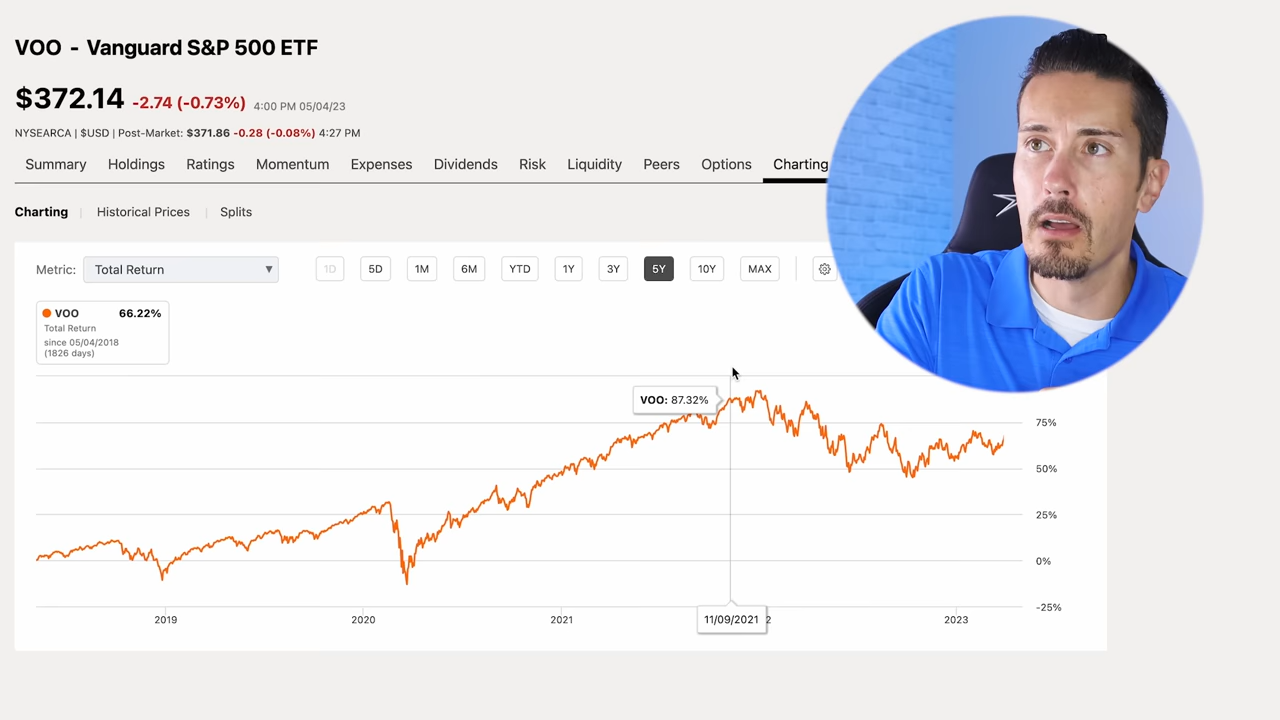 VOO - Vanguard S&P 500 ETF
$372.14 -2.74 (-0.73%) 4:00 PM 05/04/23
NYSEARCA | $USD | Post-Market: $371.86 -0.28 (-0.08%) 4:27 PM
Summary Holdings Ratings Momentum Expenses Dividends Risk Liquidity Peers Options Charting
Charting Historical Prices Splits
Metric: Total Return 1D 5D 1M 6M YTD 1Y 3Y 5Y 10Y MAX
VOO 66.22%
Total Return
since 05/04/2018
(1826 days)
VOO: 87.32%
75%
50%
25%
0%
-25%
2019 2020 2021 11/09/2021 2 2023